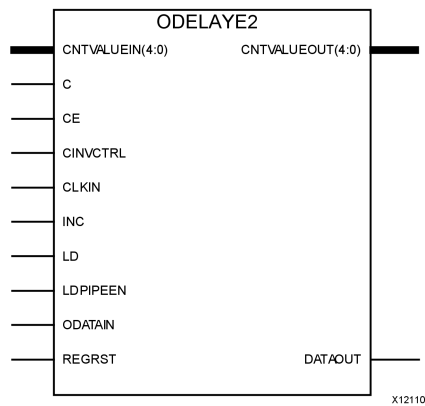 ODELAYE2
CNTVALUEIN(4:0) CNTVALUEOUT(4:0)
C
CE
CINVCTRL
CLKIN
INC
LD
LDPIPEEN
ODATAIN
REGRST DATAOUT
X12110